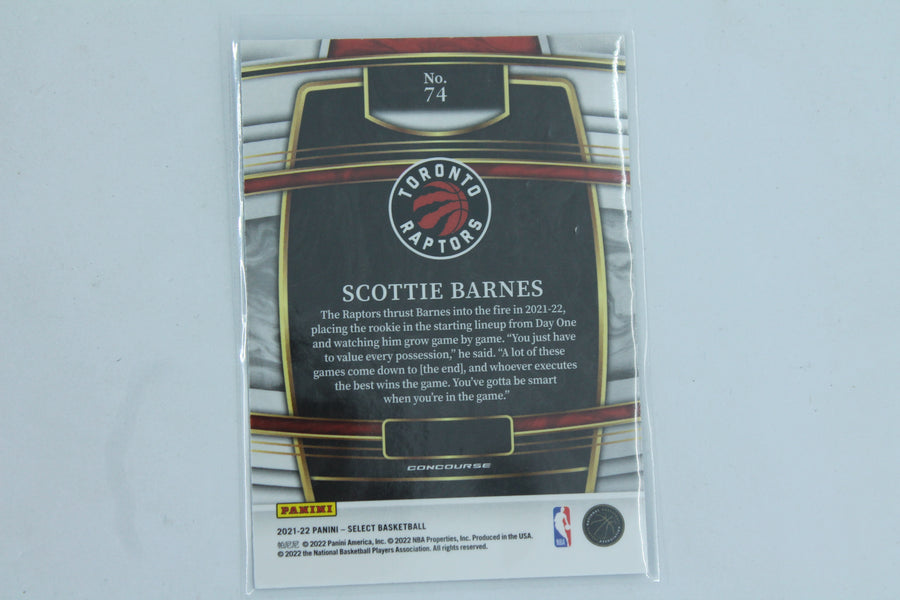 No.
74
TORONTO
RAPTORS
SCOTTIE BARNES
The Raptors thrust Barnes into the fire in 2021-22,
placing the rookie in the starting lineup from Day One
and watching him grow game by game. “You just have
to value every possession,” he said. “A lot of these
games come down to [the end], and whoever executes
the best wins the game. You’ve gotta be smart
when you’re in the game.”
CONCOURSE
PANINI
2021-22 PANINI – SELECT BASKETBALL
帕尼尼 © 2022 Panini America, Inc. © 2022 NBA Properties, Inc. Produced in the USA.
© 2022 the National Basketball Players Association. All rights reserved.
NBA